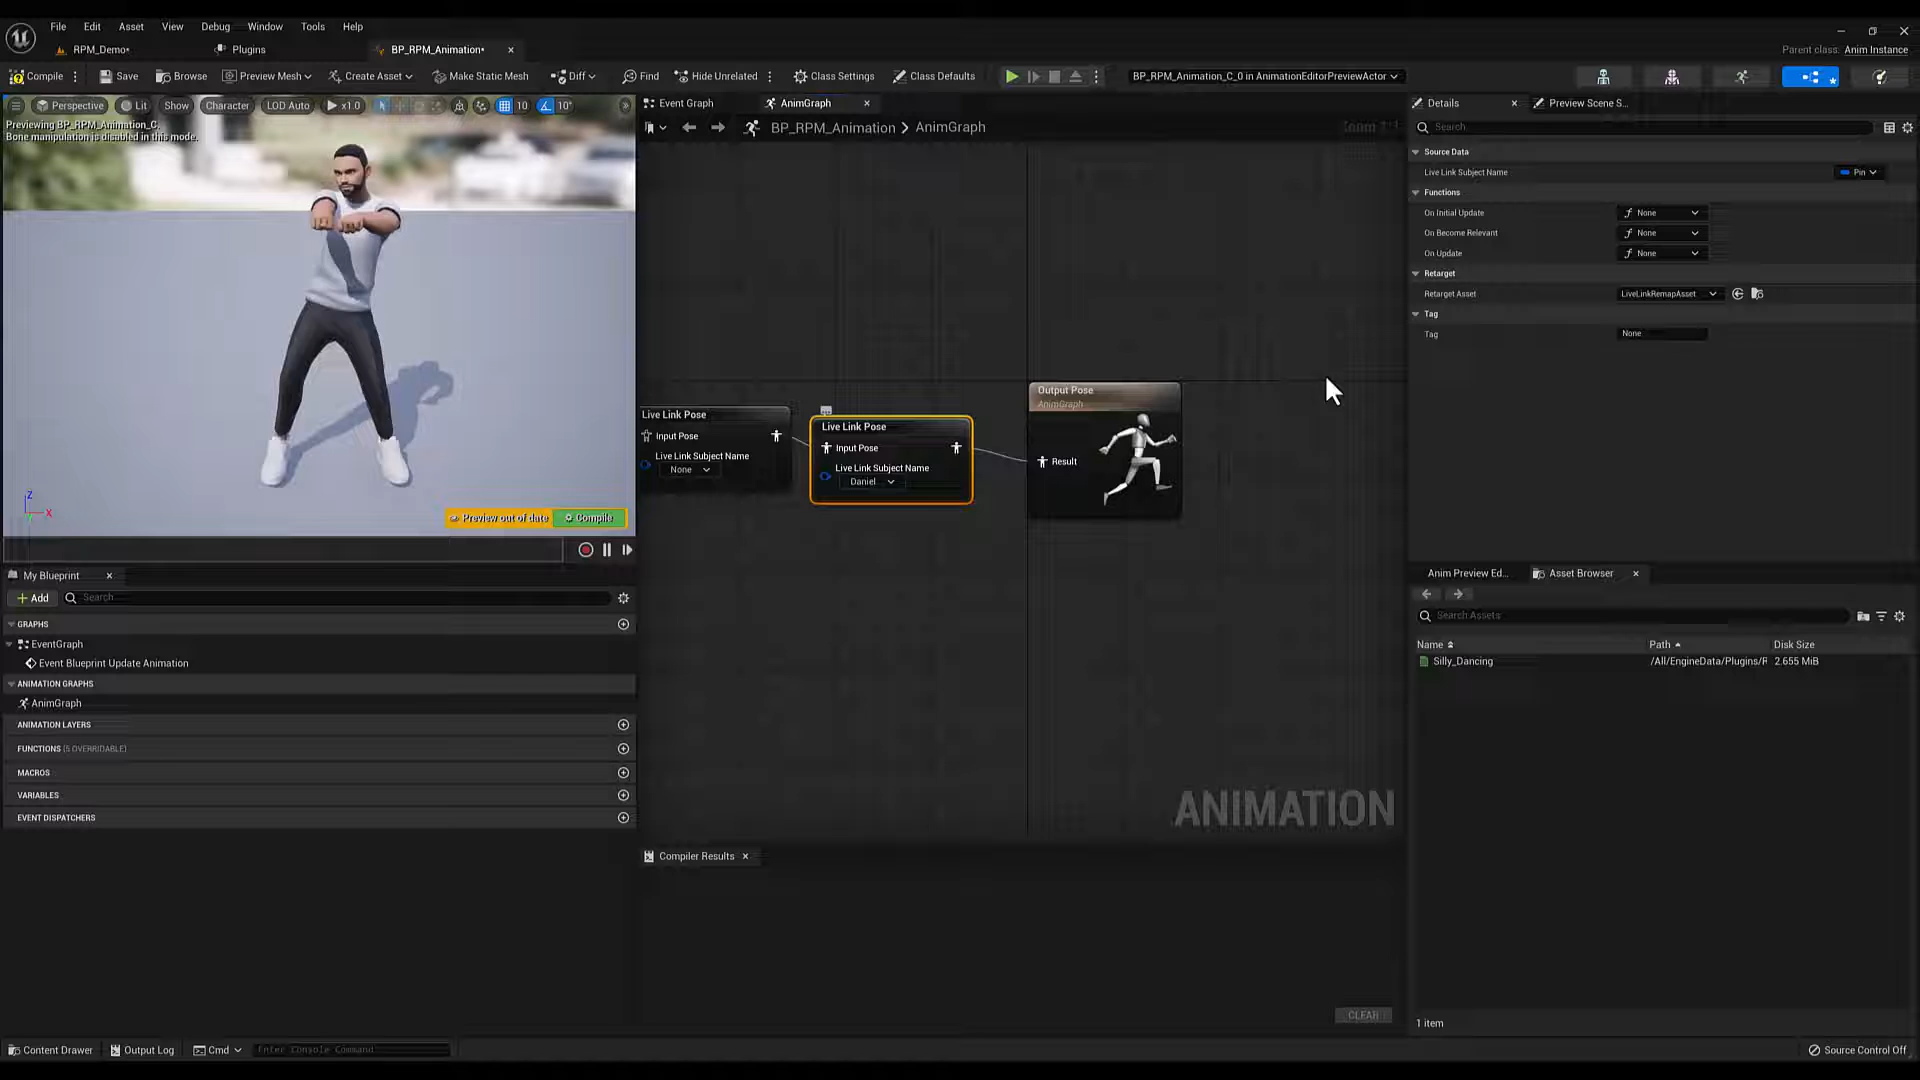 File Edit Asset View Debug Window Tools Help
RPM_Demo* Plugins BP_RPM_Animation* Parent class: Anim Instance
Compile Save Browse Preview Mesh Create Asset Make Static Mesh Diff Find Hide Unrelated Class Settings Class Defaults BP_RPM_Animation_C_0 in AnimationEditorPreviewActor
Perspective Lit Show Character LOD Auto x1.0 10 10°
Previewing BP_RPM_Animation_C.
Bone manipulation is disabled in this mode.
Z
X
Preview out of date Compile
Event Graph AnimGraph
BP_RPM_Animation > AnimGraph
Live Link Pose
Input Pose
Live Link Subject Name
None
Live Link Pose
Input Pose
Live Link Subject Name
Daniel
Output Pose
AnimGraph
Result
ANIMATION
Details Preview Scene S...
Search
Source Data
Live Link Subject Name Pin
Functions
On Initial Update None
On Become Relevant None
On Update None
Retarget
Retarget Asset LiveLinkRemapAsset
Tag
Tag None
My Blueprint
Add Search
GRAPHS
EventGraph
Event Blueprint Update Animation
ANIMATION GRAPHS
AnimGraph
ANIMATION LAYERS
FUNCTIONS (5 OVERRIDABLE)
MACROS
VARIABLES
EVENT DISPATCHERS
Compiler Results
CLEAR
Anim Preview Ed... Asset Browser
Search Assets
Name Path Disk Size
Silly_Dancing /All/EngineData/Plugins/R 2.655 MiB
1 item
Content Drawer Output Log Cmd Enter Console Command Source Control Off